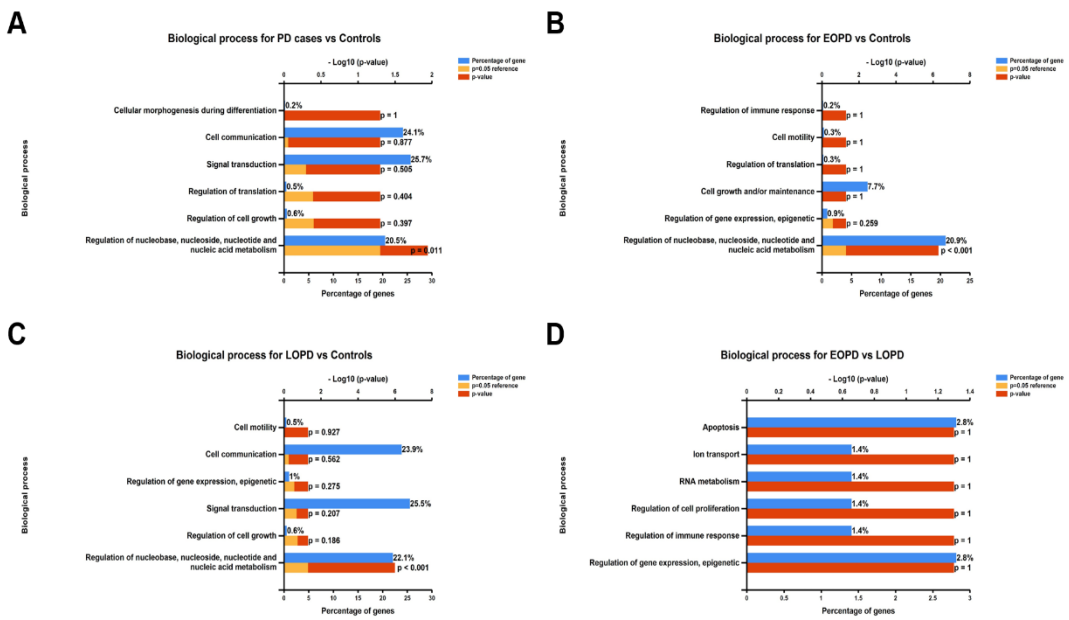 A
Biological process for PD cases vs Controls
- Log10 (p-value)
0 0.5 1 1.5 2
Percentage of gene
p=0.05 reference
p-value
Biological process
Cellular morphogenesis during differentiation
0.2%
p = 1
Cell communication
24.1%
p = 0.877
Signal transduction
25.7%
p = 0.505
Regulation of translation
0.5%
p = 0.404
Regulation of cell growth
0.6%
p = 0.397
Regulation of nucleobase, nucleoside, nucleotide and
nucleic acid metabolism
20.5%
p = 0.011
0 5 10 15 20 25 30
Percentage of genes
B
Biological process for EOPD vs Controls
- Log10 (p-value)
0 2 4 6 8
Percentage of gene
p=0.05 reference
p-value
Biological process
Regulation of immune response
0.2%
p = 1
Cell motility
0.3%
p = 1
Regulation of translation
0.3%
p = 1
Cell growth and/or maintenance
7.7%
p = 1
Regulation of gene expression, epigenetic
0.9%
p = 0.259
Regulation of nucleobase, nucleoside, nucleotide and
nucleic acid metabolism
20.9%
p < 0.001
0 5 10 15 20 25
Percentage of genes
C
Biological process for LOPD vs Controls
- Log10 (p-value)
0 2 4 6 8
Percentage of gene
p=0.05 reference
p-value
Biological process
Cell motility
0.5%
p = 0.927
Cell communication
23.9%
p = 0.562
Regulation of gene expression, epigenetic
1%
p = 0.275
Signal transduction
25.5%
p = 0.207
Regulation of cell growth
0.6%
p = 0.186
Regulation of nucleobase, nucleoside, nucleotide and
nucleic acid metabolism
22.1%
p < 0.001
0 5 10 15 20 25 30
Percentage of genes
D
Biological process for EOPD vs LOPD
- Log10 (p-value)
0 0.2 0.4 0.6 0.8 1 1.2 1.4
Percentage of gene
p=0.05 reference
p-value
Biological process
Apoptosis
2.8%
p = 1
Ion transport
1.4%
p = 1
RNA metabolism
1.4%
p = 1
Regulation of cell proliferation
1.4%
p = 1
Regulation of immune response
1.4%
p = 1
Regulation of gene expression, epigenetic
2.8%
p = 1
0 0.5 1 1.5 2 2.5 3
Percentage of genes